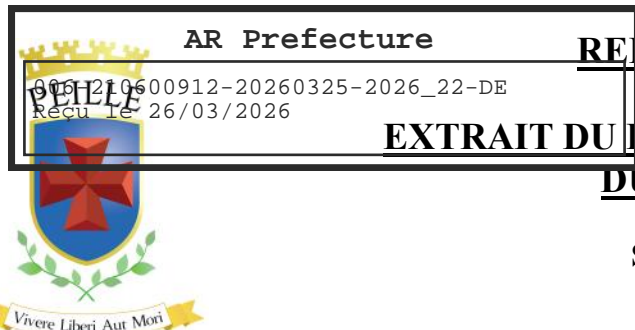 AR Prefecture
006-210600912-20260325-2026_22-DE
Reçu le 26/03/2026
PEILLE
EXTRAIT DU
DU
Vivere Liberi Aut Mori